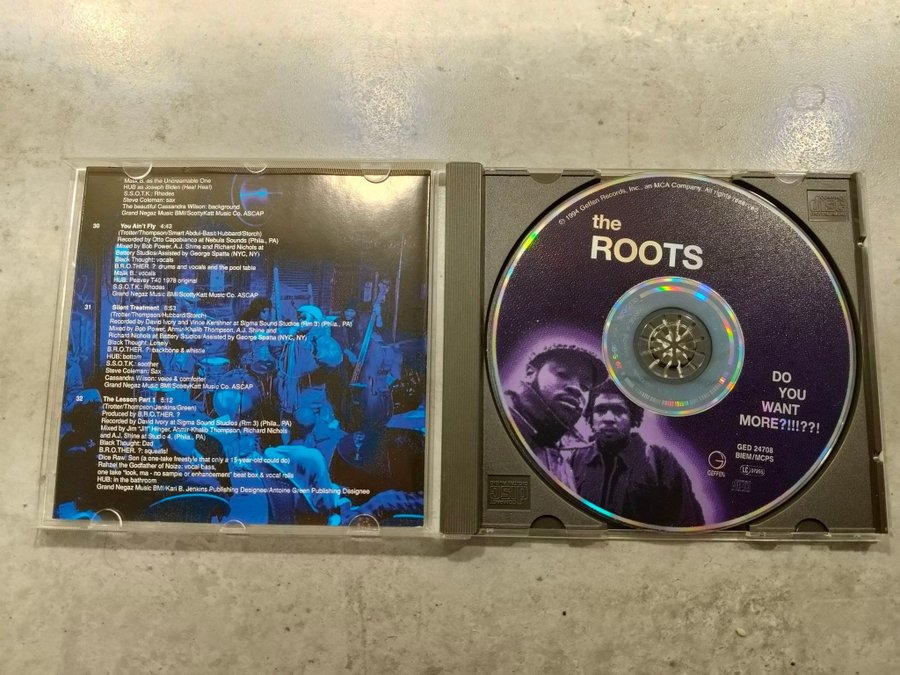 Malik B. as the Unreamable One
HUB as Joseph Biden (Hea! Hea!)
S.S.O.T.K.: Rhodes
Steve Coleman: sax
The beautiful Cassandra Wilson: background
Grand Negaz Music BMI/ScottyKatt Music Co. ASCAP
30 You Ain't Fly 4:43
(Trotter/Thompson/Smart Abdul-Basit Hubbard/Storch)
Recorded by Otto Capobianco at Nebula Sounds (Phila., PA)
Mixed by Bob Power, A.J. Shine and Richard Nichols at
Battery Studios/Assisted by George Spatta (NYC, NY)
Black Thought: vocals
B.R.O.THER. ?: drums and vocals and the pool table
Malik B.: vocals
HUB: Peavey T40 1978 original
S.S.O.T.K.: Rhodes
Grand Negaz Music BMI/ScottyKatt Music Co. ASCAP
31 Silent Treatment 6:53
(Trotter/Thompson/Hubbard/Storch)
Recorded by David Ivory and Vince Kershner at Sigma Sound Studios (Rm 3) (Phila., PA)
Mixed by Bob Power, Ahmir-Khalib Thompson, A.J. Shine and
Richard Nichols at Battery Studios/Assisted by George Spatta (NYC, NY)
Black Thought: Lonely
B.R.O.THER. ?: backbone & whistle
HUB: bottom
S.S.O.T.K.: soother
Steve Coleman: Sax
Cassandra Wilson: voice & comforter
Grand Negaz Music BMI/ScottyKatt Music Co. ASCAP
32 The Lesson Part 1 5:12
(Trotter/Thompson/Jenkins/Green)
Produced by B.R.O.THER. ?
Recorded by David Ivory at Sigma Sound Studios (Rm 3) (Phila., PA)
Mixed by Jim "Jiff" Hinger, Ahmir-Khalib Thompson, Richard Nichols
and A.J. Shine at Studio 4, (Phila., PA)
Black Thought: Dad
B.R.O.THER. ?: squeafs!
Dice Raw: Son (a one-take freestyle that only a 15-year-old could do)
Rahzel the Godfather of Noize: vocal bass,
one take "look, ma - no sample or enhancement" beat box & vocal rolls
HUB: in the bathroom
Grand Negaz Music BMI/Kari B. Jenkins Publishing Designee/Antoine Green Publishing Designee
© 1994 Geffen Records, Inc., an MCA Company. All rights
the
ROOTS
DO
YOU
WANT
MORE?!!!??!
GED 24708
BIEM/MCPS
GEFFEN